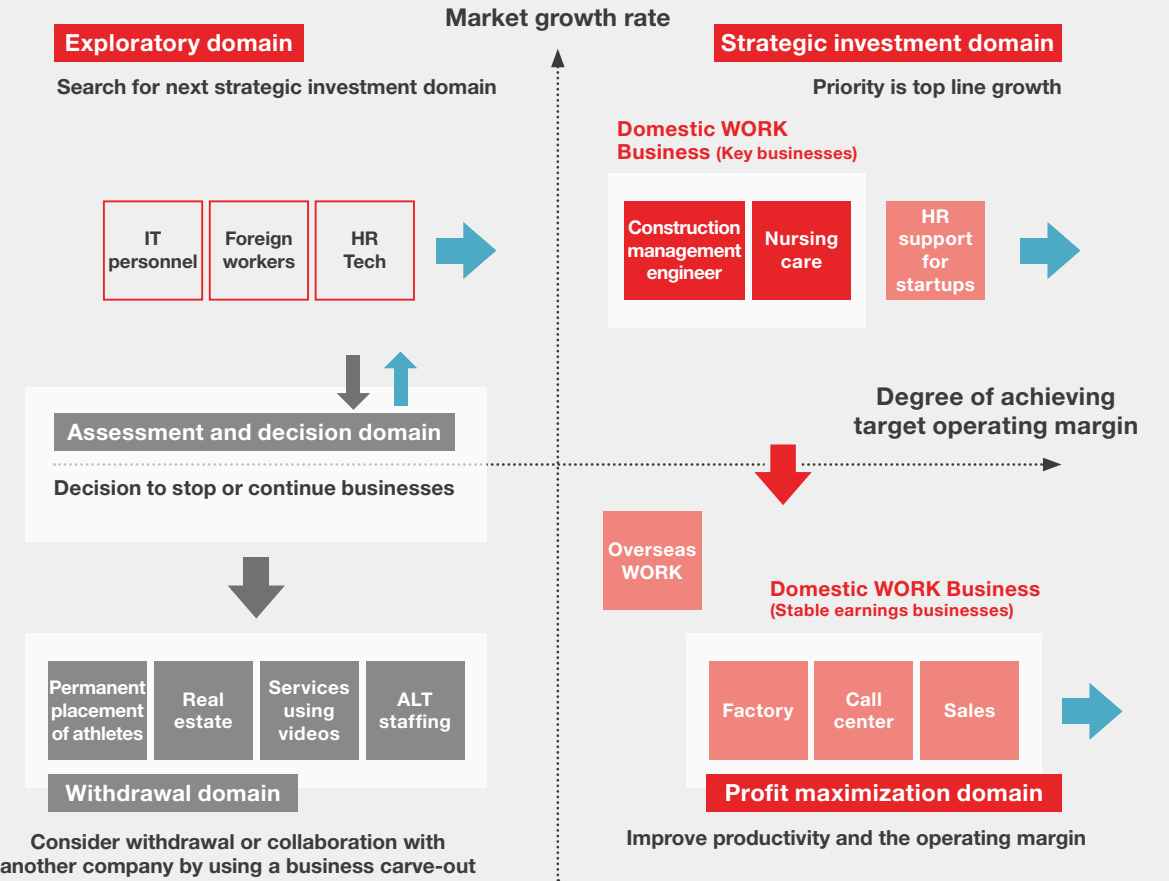 Market growth rate
Exploratory domain
Search for next strategic investment domain
IT
personnel
Foreign
workers
HR
Tech
Strategic investment domain
Priority is top line growth
Domestic WORK
Business (Key businesses)
Construction
management
engineer
Nursing
care
HR
support
for
startups
Degree of achieving
target operating margin
Assessment and decision domain
Decision to stop or continue businesses
Permanent
placement
of athletes
Real
estate
Services
using
videos
ALT
staffing
Withdrawal domain
Consider withdrawal or collaboration with
another company by using a business carve-out
Overseas
WORK
Domestic WORK Business
(Stable earnings businesses)
Factory
Call
center
Sales
Profit maximization domain
Improve productivity and the operating margin